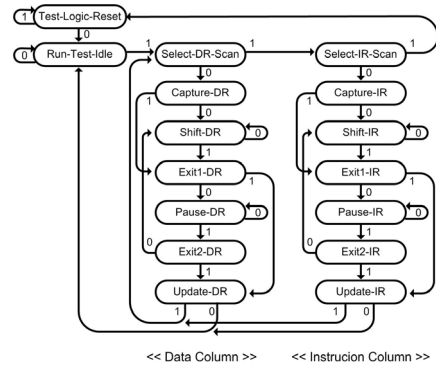 Test-Logic-Reset
1
0
Run-Test-Idle
0
1
Select-DR-Scan
1
Select-IR-Scan
1
0
0
Capture-DR
Capture-IR
1
0
1
0
Shift-DR
0
Shift-IR
0
1
1
Exit1-DR
1
Exit1-IR
1
0
0
Pause-DR
0
Pause-IR
0
1
1
0
Exit2-DR
0
Exit2-IR
1
1
Update-DR
Update-IR
1
0
1
0
<< Data Column >>
<< Instrucion Column >>